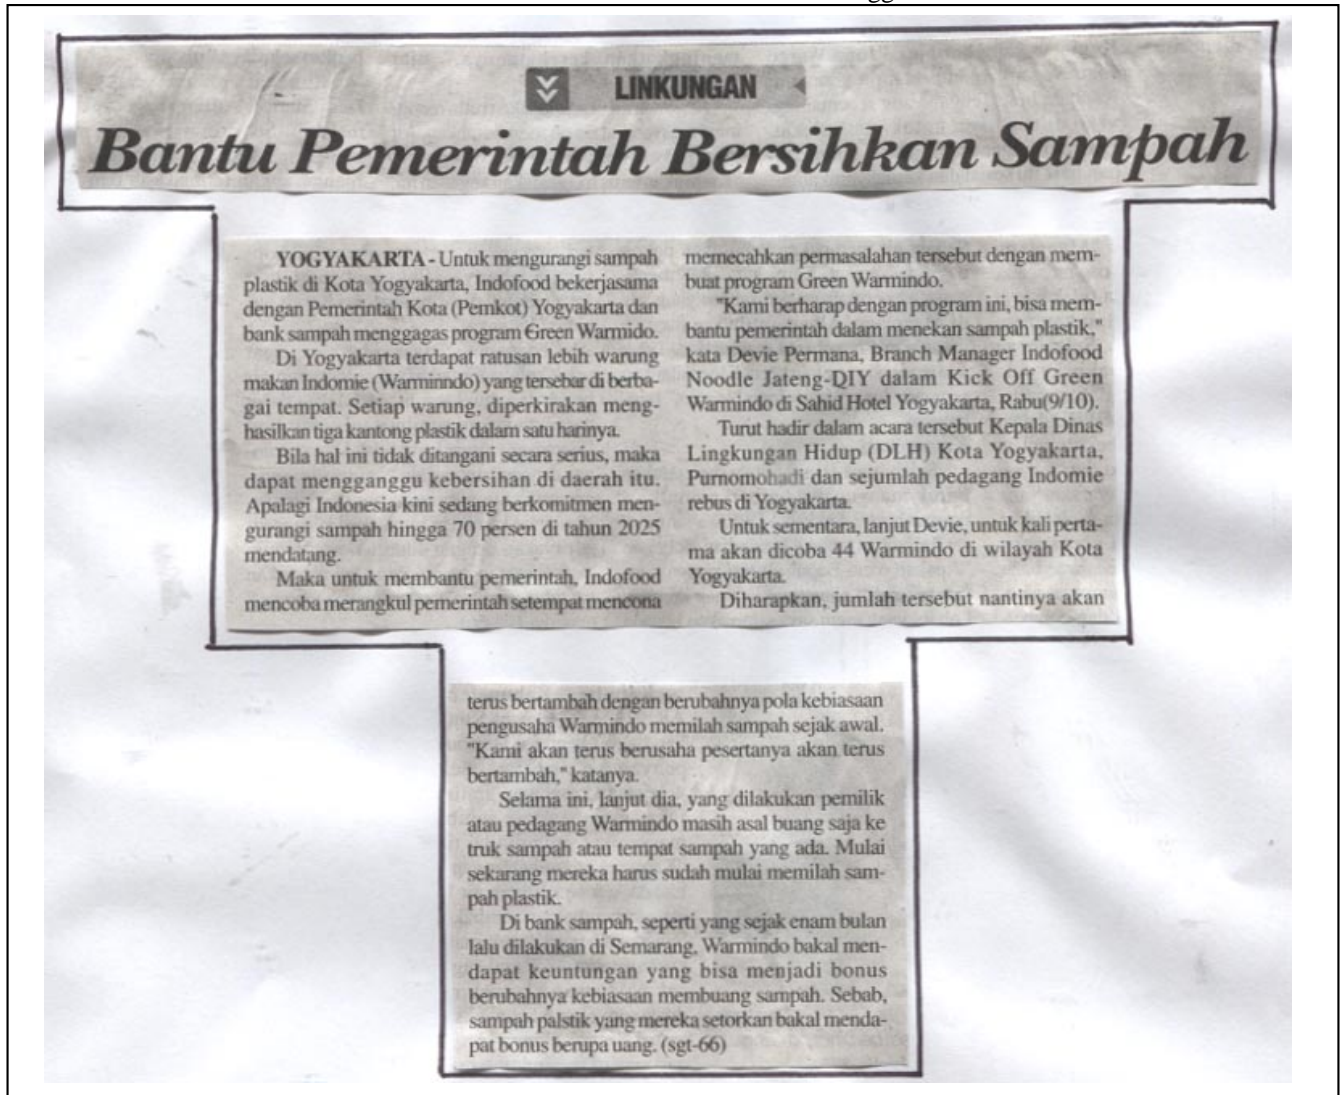 LINKUNGAN
Bantu Pemerintah Bersihkan Sampah
YOGYAKARTA - Untuk mengurangi sampah
plastik di Kota Yogyakarta, Indofood bekerjasama
dengan Pemerintah Kota (Pemkot) Yogyakarta dan
bank sampah menggagas program Green Warmido.
Di Yogyakarta terdapat ratusan lebih warung
makan Indomie (Warminndo) yang tersebar di berba-
gai tempat. Setiap warung, diperkirakan meng-
hasilkan tiga kantong plastik dalam satu harinya.
Bila hal ini tidak ditangani secara serius, maka
dapat mengganggu kebersihan di daerah itu.
Apalagi Indonesia kini sedang berkomitmen men-
gurangi sampah hingga 70 persen di tahun 2025
mendatang.
Maka untuk membantu pemerintah, Indofood
mencoba merangkul pemerintah setempat mencona
memecahkan permasalahan tersebut dengan mem-
buat program Green Warmindo.
"Kami berharap dengan program ini, bisa mem-
bantu pemerintah dalam menekan sampah plastik,"
kata Devie Permana, Branch Manager Indofood
Noodle Jateng-DIY dalam Kick Off Green
Warmindo di Sahid Hotel Yogyakarta, Rabu(9/10).
Turut hadir dalam acara tersebut Kepala Dinas
Lingkungan Hidup (DLH) Kota Yogyakarta,
Purnomohadi dan sejumlah pedagang Indomie
rebus di Yogyakarta.
Untuk sementara, lanjut Devie, untuk kali perta-
ma akan dicoba 44 Warmindo di wilayah Kota
Yogyakarta.
Diharapkan, jumlah tersebut nantinya akan
terus bertambah dengan berubahnya pola kebiasaan
pengusaha Warmindo memilah sampah sejak awal.
"Kami akan terus berusaha pesertanya akan terus
bertambah," katanya.
Selama ini, lanjut dia, yang dilakukan pemilik
atau pedagang Warmindo masih asal buang saja ke
truk sampah atau tempat sampah yang ada. Mulai
sekarang mereka harus sudah mulai memilah sam-
pah plastik.
Di bank sampah, seperti yang sejak enam bulan
lalu dilakukan di Semarang, Warmindo bakal men-
dapat keuntungan yang bisa menjadi bonus
berubahnya kebiasaan membuang sampah. Sebab,
sampah palstik yang mereka setorkan bakal menda-
pat bonus berupa uang. (sgt-66)